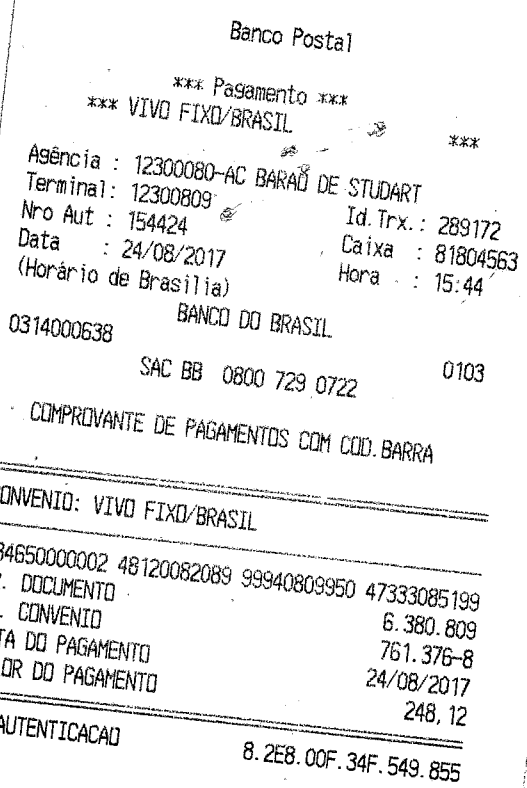 Banco Postal
*** Pagamento ***
*** VIVO FIXO/BRASIL ***
Agência : 12300080-AC BARAO DE STUDART
Terminal: 12300809 Id.Trx.: 289172
Nro Aut : 154424 Caixa : 81804563
Data : 24/08/2017 Hora : 15:44
(Horário de Brasília)
BANCO DO BRASIL
0314000638 0103
SAC BB 0800 729 0722
COMPROVANTE DE PAGAMENTOS COM COD.BARRA
ONVENIO: VIVO FIXO/BRASIL
84650000002 48120082089 99940809950 47333085199
. DOCUMENTO 6.380.809
. CONVENIO 761.376-8
TA DO PAGAMENTO 24/08/2017
OR DO PAGAMENTO 248,12
AUTENTICACAO 8.2E8.00F.34F.549.855